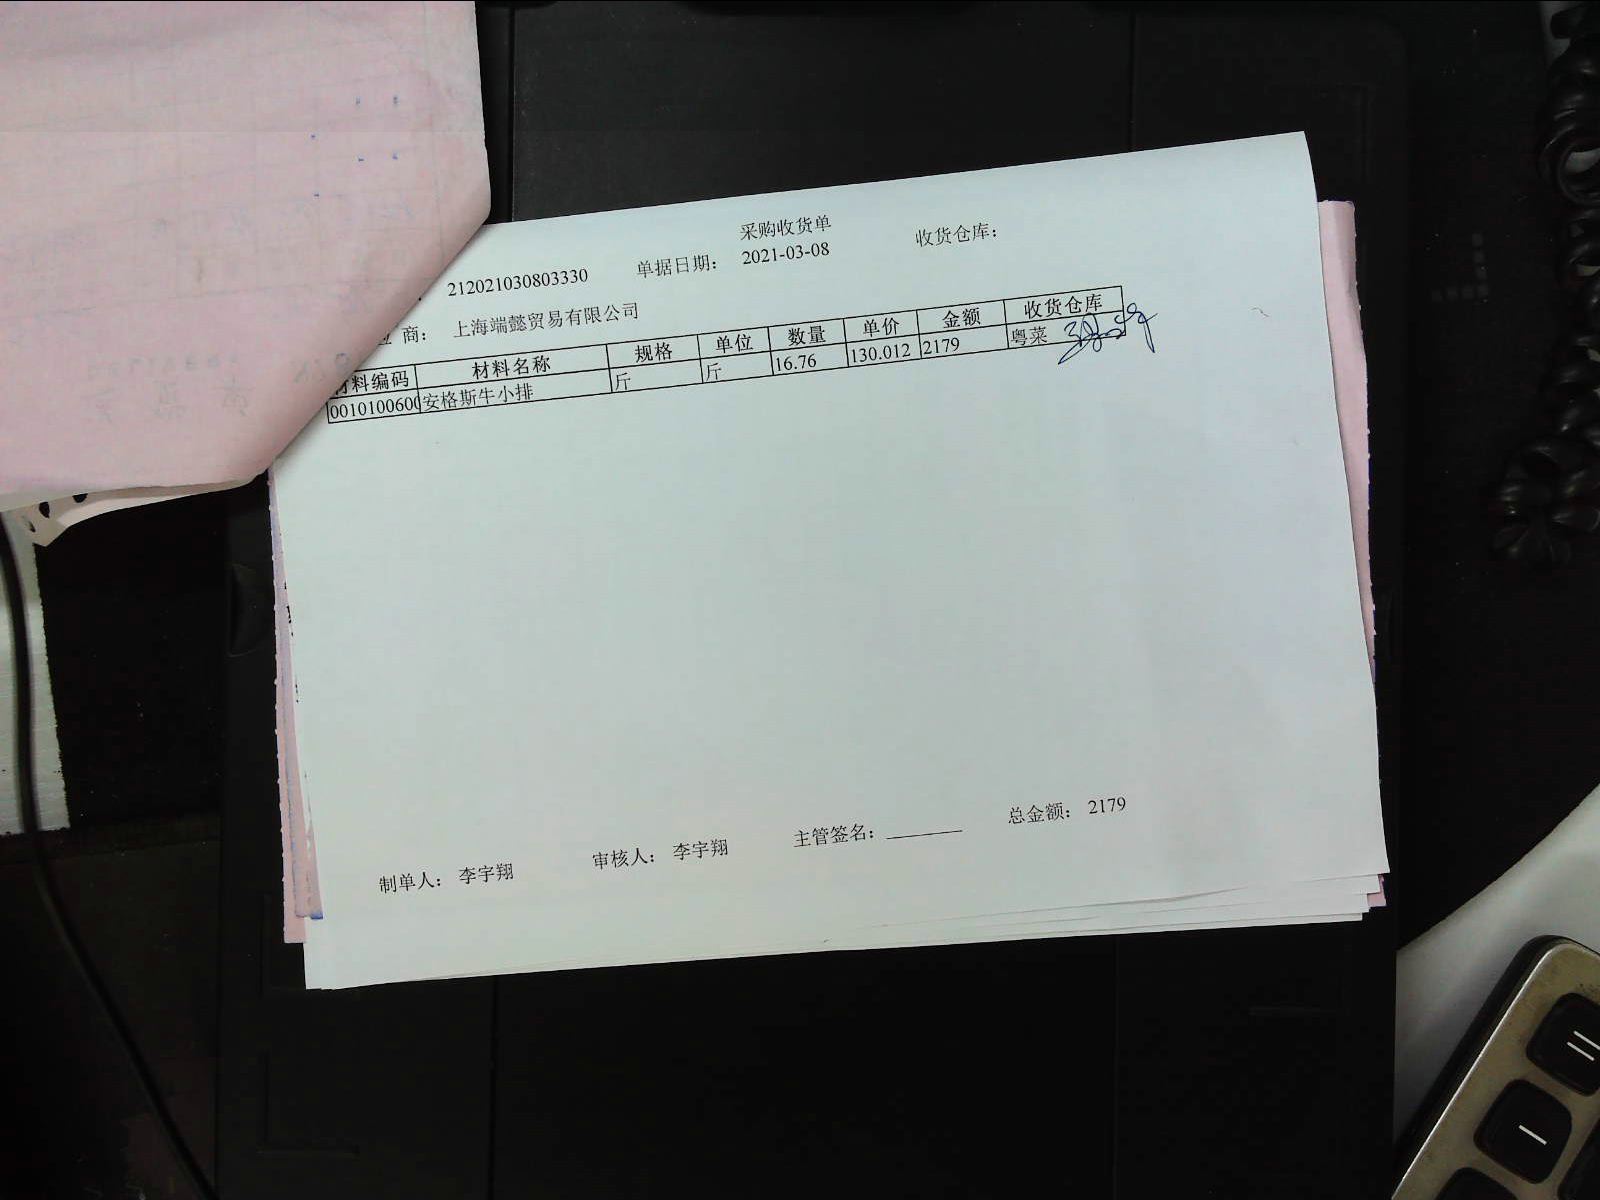 采购收货单
212021030803330 单据日期: 2021-03-08 收货仓库:
商: 上海端懿贸易有限公司
材料编码 材料名称 规格 单位 数量 单价 金额 收货仓库
0010100600 安格斯牛小排 斤 斤 16.76 130.012 2179 粤菜
制单人: 李宇翔 审核人: 李宇翔 主管签名: 总金额: 2179